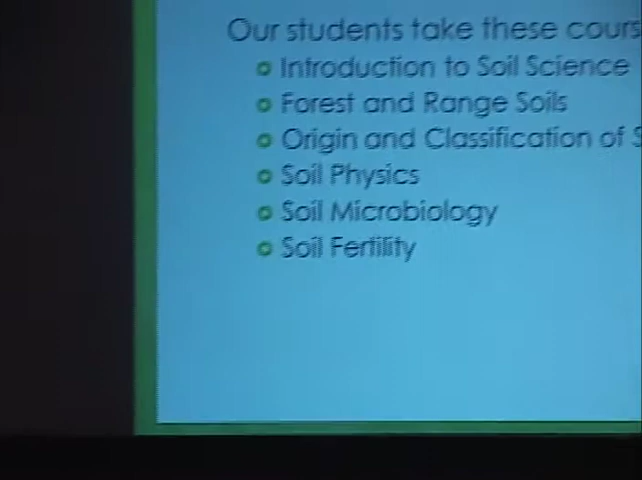 Our students take these cours
Introduction to Soil Science
Forest and Range Soils
Origin and Classification of S
Soil Physics
Soil Microbiology
Soil Fertility